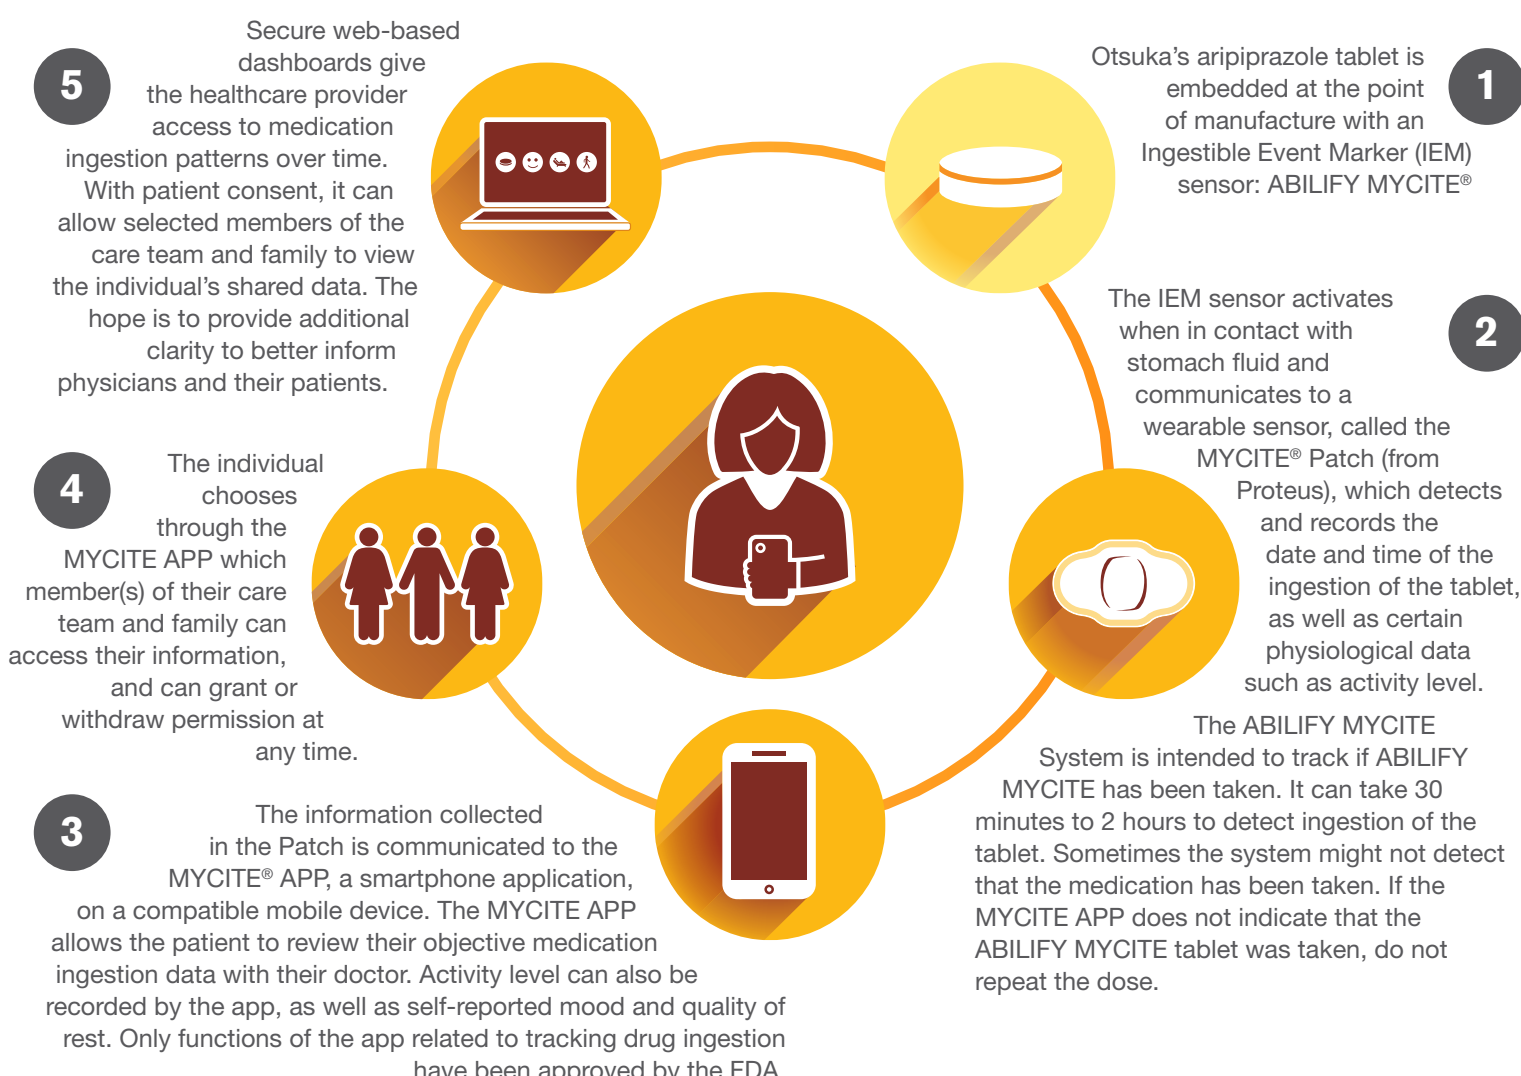 1
Otsuka's aripiprazole tablet is
embedded at the point
of manufacture with an
Ingestible Event Marker (IEM)
sensor: ABILIFY MYCITE®
2
The IEM sensor activates
when in contact with
stomach fluid and
communicates to a
wearable sensor, called the
MYCITE® Patch (from
Proteus), which detects
and records the
date and time of the
ingestion of the tablet,
as well as certain
physiological data
such as activity level.
The ABILIFY MYCITE
System is intended to track if ABILIFY
MYCITE has been taken. It can take 30
minutes to 2 hours to detect ingestion of the
tablet. Sometimes the system might not detect
that the medication has been taken. If the
MYCITE APP does not indicate that the
ABILIFY MYCITE tablet was taken, do not
repeat the dose.
3
The information collected
in the Patch is communicated to the
MYCITE® APP, a smartphone application,
on a compatible mobile device. The MYCITE APP
allows the patient to review their objective medication
ingestion data with their doctor. Activity level can also be
recorded by the app, as well as self-reported mood and quality of
rest. Only functions of the app related to tracking drug ingestion
have been approved by the FDA.
4
The individual
chooses
through the
MYCITE APP which
member(s) of their care
team and family can
access their information,
and can grant or
withdraw permission at
any time.
5
Secure web-based
dashboards give
the healthcare provider
access to medication
ingestion patterns over time.
With patient consent, it can
allow selected members of the
care team and family to view
the individual's shared data. The
hope is to provide additional
clarity to better inform
physicians and their patients.